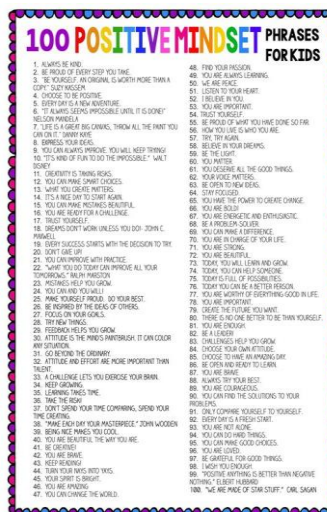 100 POSITIVE MINDSET PHRASES
FOR KIDS
1. ALWAYS BE KIND.
2. BE PROUD OF EVERY STEP YOU TAKE.
3. "BE YOURSELF. AN ORIGINAL IS WORTH MORE THAN A
COPY." SUZY KASSEM
4. CHOOSE TO BE POSITIVE.
5. EVERY DAY IS A NEW ADVENTURE.
6. "IT ALWAYS SEEMS IMPOSSIBLE UNTIL IT IS DONE!"
NELSON MANDELA
7. "LIFE IS A GREAT BIG CANVAS, THROW ALL THE PAINT YOU
CAN ON IT." DANNY KAYE
8. EXPRESS YOUR IDEAS.
9. YOU CAN ALWAYS IMPROVE. YOU WILL KEEP TRYING!
10. "IT'S KIND OF FUN TO DO THE IMPOSSIBLE." WALT
DISNEY
11. CREATIVITY IS TAKING RISKS.
12. YOU CAN MAKE SMART CHOICES.
13. WHAT YOU CREATE MATTERS.
14. IT'S A NICE DAY TO START AGAIN.
15. YOU CAN MAKE MISTAKES BEAUTIFUL.
16. YOU ARE READY FOR A CHALLENGE.
17. TRUST YOURSELF.
18. DREAMS DON'T WORK UNLESS YOU DO! JOHN C.
MAXWELL
19. EVERY SUCCESS STARTS WITH THE DECISION TO TRY.
20. DON'T GIVE UP!
21. YOU CAN IMPROVE WITH PRACTICE.
22. "WHAT YOU DO TODAY CAN IMPROVE ALL YOUR
TOMORROWS." RALPH MARSTON
23. MISTAKES HELP YOU GROW.
24. YOU CAN AND YOU WILL!
25. MAKE YOURSELF PROUD. DO YOUR BEST.
26. BE INSPIRED BY THE IDEAS OF OTHERS.
27. FOCUS ON YOUR GOALS.
28. TRY NEW THINGS.
29. FEEDBACK HELPS YOU GROW.
30. ATTITUDE IS THE MIND'S PAINTBRUSH. IT CAN COLOR
ANY SITUATION.
31. GO BEYOND THE ORDINARY.
32. ATTITUDE AND EFFORT ARE MORE IMPORTANT THAN
TALENT.
33. A CHALLENGE LETS YOU EXERCISE YOUR BRAIN.
34. KEEP GROWING.
35. LEARNING TAKES TIME.
36. TAKE THE RISK!
37. DON'T SPEND YOUR TIME COMPARING, SPEND YOUR
TIME CREATING.
38. "MAKE EACH DAY YOUR MASTERPIECE." JOHN WOODEN
39. BEING NICE MAKES YOU COOL.
40. YOU ARE BEAUTIFUL THE WAY YOU ARE.
41. BE CREATIVE!
42. YOU ARE BRAVE.
43. KEEP READING!
44. TURN YOUR NAYS INTO YAYS.
45. YOUR SPIRIT IS BRIGHT.
46. YOU ARE AMAZING.
47. YOU CAN CHANGE THE WORLD.
48. FIND YOUR PASSION.
49. YOU ARE ALWAYS LEARNING.
50. WE ARE PEACE.
51. LISTEN TO YOUR HEART.
52. I BELIEVE IN YOU.
53. YOU ARE IMPORTANT.
54. TRUST YOURSELF.
55. BE PROUD OF WHAT YOU HAVE DONE SO FAR.
56. HOW YOU LIVE IS WHO YOU ARE.
57. TRY, TRY AGAIN.
58. BELIEVE IN YOUR DREAMS.
59. BE THE LIGHT.
60. YOU MATTER.
61. YOU DESERVE ALL THE GOOD THINGS.
62. YOUR VOICE MATTERS.
63. BE OPEN TO NEW IDEAS.
64. STAY FOCUSED.
65. YOU HAVE THE POWER TO CREATE CHANGE.
66. YOU ARE BOLD!
67. YOU ARE ENERGETIC AND ENTHUSIASTIC.
68. BE A PROBLEM-SOLVER.
69. YOU CAN MAKE A DIFFERENCE.
70. YOU ARE IN CHARGE OF YOUR LIFE.
71. YOU ARE STRONG.
72. YOU ARE BEAUTIFUL.
73. TODAY, YOU WILL LEARN AND GROW.
74. TODAY, YOU CAN HELP SOMEONE.
75. TODAY IS FULL OF POSSIBILITIES.
76. TODAY YOU CAN BE A BETTER PERSON.
77. YOU ARE WORTHY OF EVERYTHING GOOD IN LIFE.
78. YOU ARE IMPORTANT.
79. CREATE THE FUTURE YOU WANT.
80. THERE IS NO ONE BETTER TO BE THAN YOURSELF.
81. YOU ARE ENOUGH.
82. BE A LEADER!
83. CHALLENGES HELP YOU GROW.
84. CHOOSE YOUR OWN ATTITUDE.
85. CHOOSE TO HAVE AN AMAZING DAY.
86. BE OPEN AND READY TO LEARN.
87. YOU ARE BRAVE.
88. ALWAYS TRY YOUR BEST.
89. YOU ARE COURAGEOUS.
90. YOU CAN FIND THE SOLUTIONS TO YOUR
PROBLEMS.
91. ONLY COMPARE YOURSELF TO YOURSELF.
92. EVERY DAY IS A FRESH START.
93. YOU ARE NOT ALONE.
94. YOU CAN DO HARD THINGS.
95. YOU CAN MAKE GOOD CHOICES.
96. YOU ARE LOVED.
97. BE GRATEFUL FOR GOOD THINGS.
98. I WISH YOU ENOUGH.
99. "POSITIVE ANYTHING IS BETTER THAN NEGATIVE
NOTHING." ELBERT HUBBARD
100. "WE ARE MADE OF STAR STUFF." CARL SAGAN